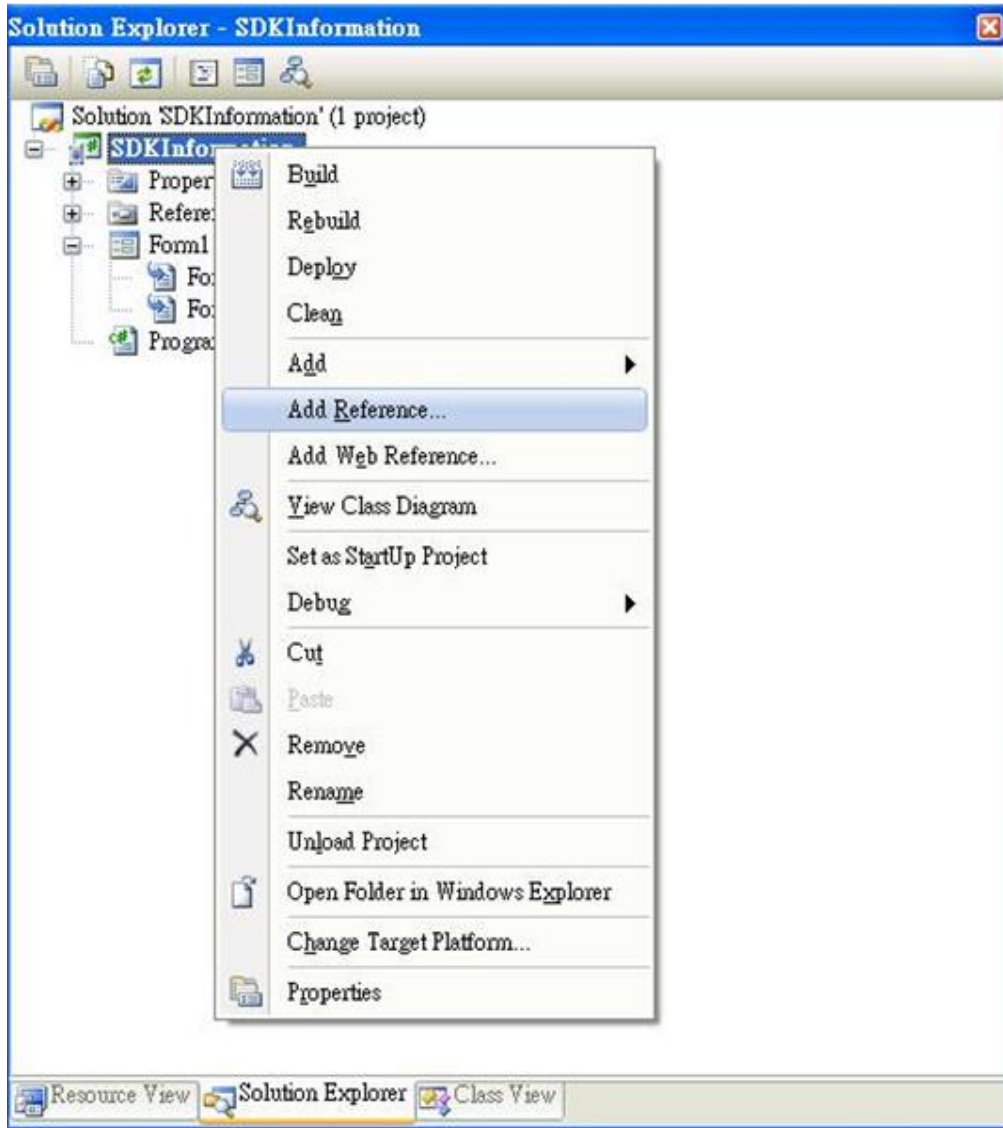 Solution Explorer - SDKInformation
Solution 'SDKInformation' (1 project)
SDKInformation
Proper
Refere
Form1
Fo
Fo
Progra
Build
Rebuild
Deploy
Clean
Add
Add Reference...
Add Web Reference...
View Class Diagram
Set as StartUp Project
Debug
Cut
Paste
Remove
Rename
Unload Project
Open Folder in Windows Explorer
Change Target Platform...
Properties
Resource View Solution Explorer Class View